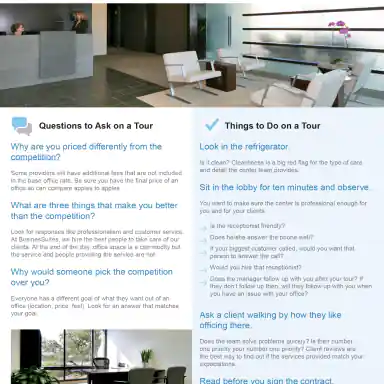 Questions to Ask on a Tour
Why are you priced differently from the
competition?
Some providers will have additional fees that are not included
in the base office rate. Be sure you have the final price of an
office so can compare apples to apples
What are three things that make you better
than the competition?
Look for responses like professionalism and customer service.
At BusinesSuites, we hire the best people to take care of our
clients. At the end of the day, office space is a commodity but
the service and people providing the service are not!
Why would someone pick the competition
over you?
Everyone has a different goal of what they want out of an
office (location, price, feel). Look for an answer that matches
your goal.
Things to Do on a Tour
Look in the refrigerator.
Is it clean? Cleanliness is a big red flag for the type of care
and detail the center team provides.
Sit in the lobby for ten minutes and observe.
You want to make sure the center is professional enough for
you and for your clients.
Is the receptionist friendly?
Does he/she answer the phone well?
If your biggest customer called, would you want that
person to answer the call?
Would you hire that receptionist?
Does the manager follow up with you after your tour? If
they don't follow up then, will they follow up with you when
you have an issue with your office?
Ask a client walking by how they like
officing there.
Does the team solve problems quickly? Is their number
one priority your number one priority? Client reviews are
the best way to find out if the services provided match your
expectations.
Read before you sign the contract.